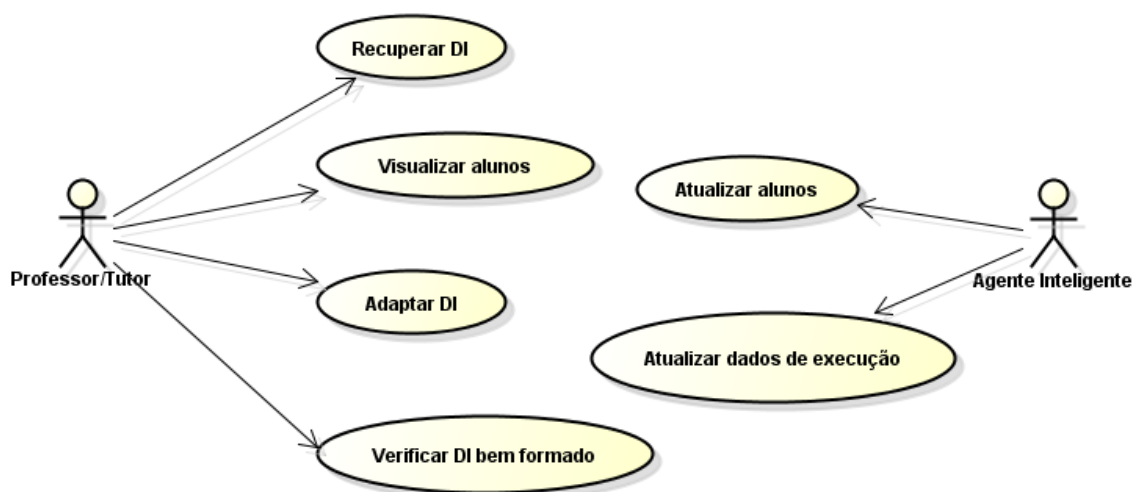 Recuperar DI
Visualizar alunos
Atualizar alunos
Professor/Tutor
Agente Inteligente
Adaptar DI
Atualizar dados de execução
Verificar DI bem formado